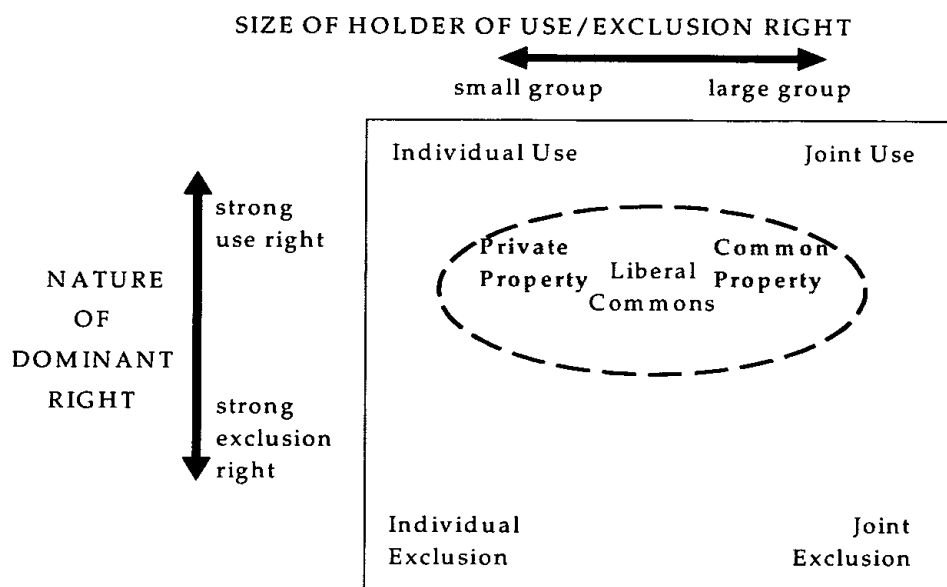 SIZE OF HOLDER OF USE/EXCLUSION RIGHT
small group
large group
Individual Use
Joint Use
strong
use right
NATURE
OF
DOMINANT
RIGHT
strong
exclusion
right
Private
Property
Liberal
Commons
Common
Property
Individual
Exclusion
Joint
Exclusion